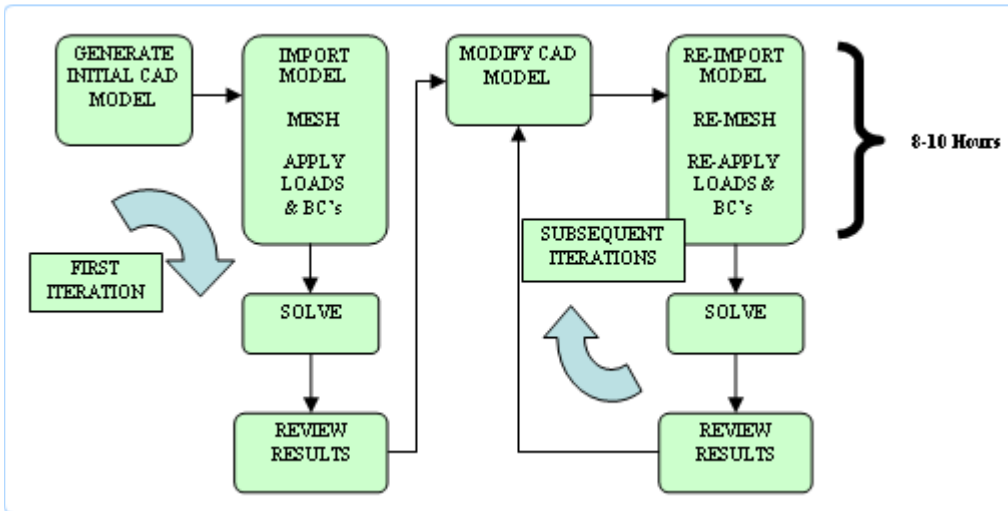 GENERATE
INITIAL CAD
MODEL
IMPORT
MODEL
MESH
APPLY
LOADS
& BC's
FIRST
ITERATION
SOLVE
REVIEW
RESULTS
MODIFY CAD
MODEL
RE-IMPORT
MODEL
RE-MESH
RE-APPLY
LOADS &
BC's
8-10 Hours
SUBSEQUENT
ITERATIONS
SOLVE
REVIEW
RESULTS